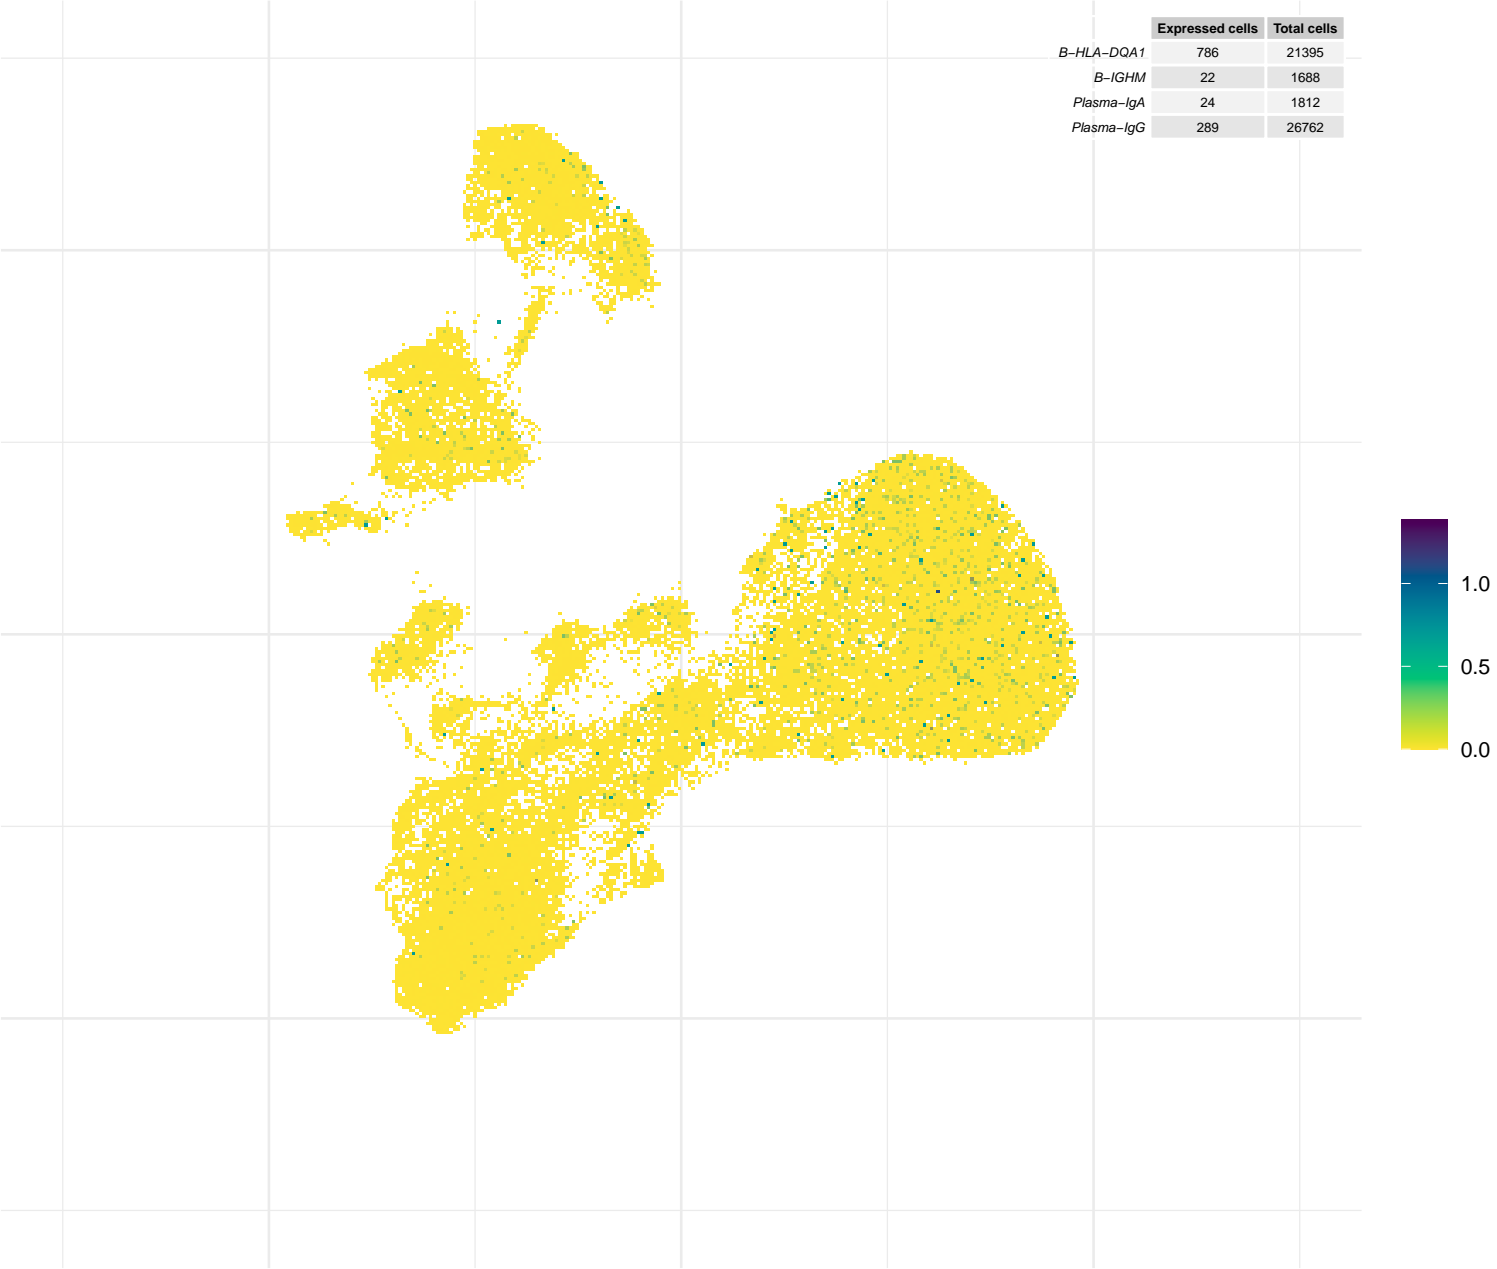 Expressed cells Total cells
B−HLA−DQA1 786 21395
B−IGHM 22 1688
Plasma−IgA 24 1812
Plasma−IgG 289 26762
1.0
0.5
0.0